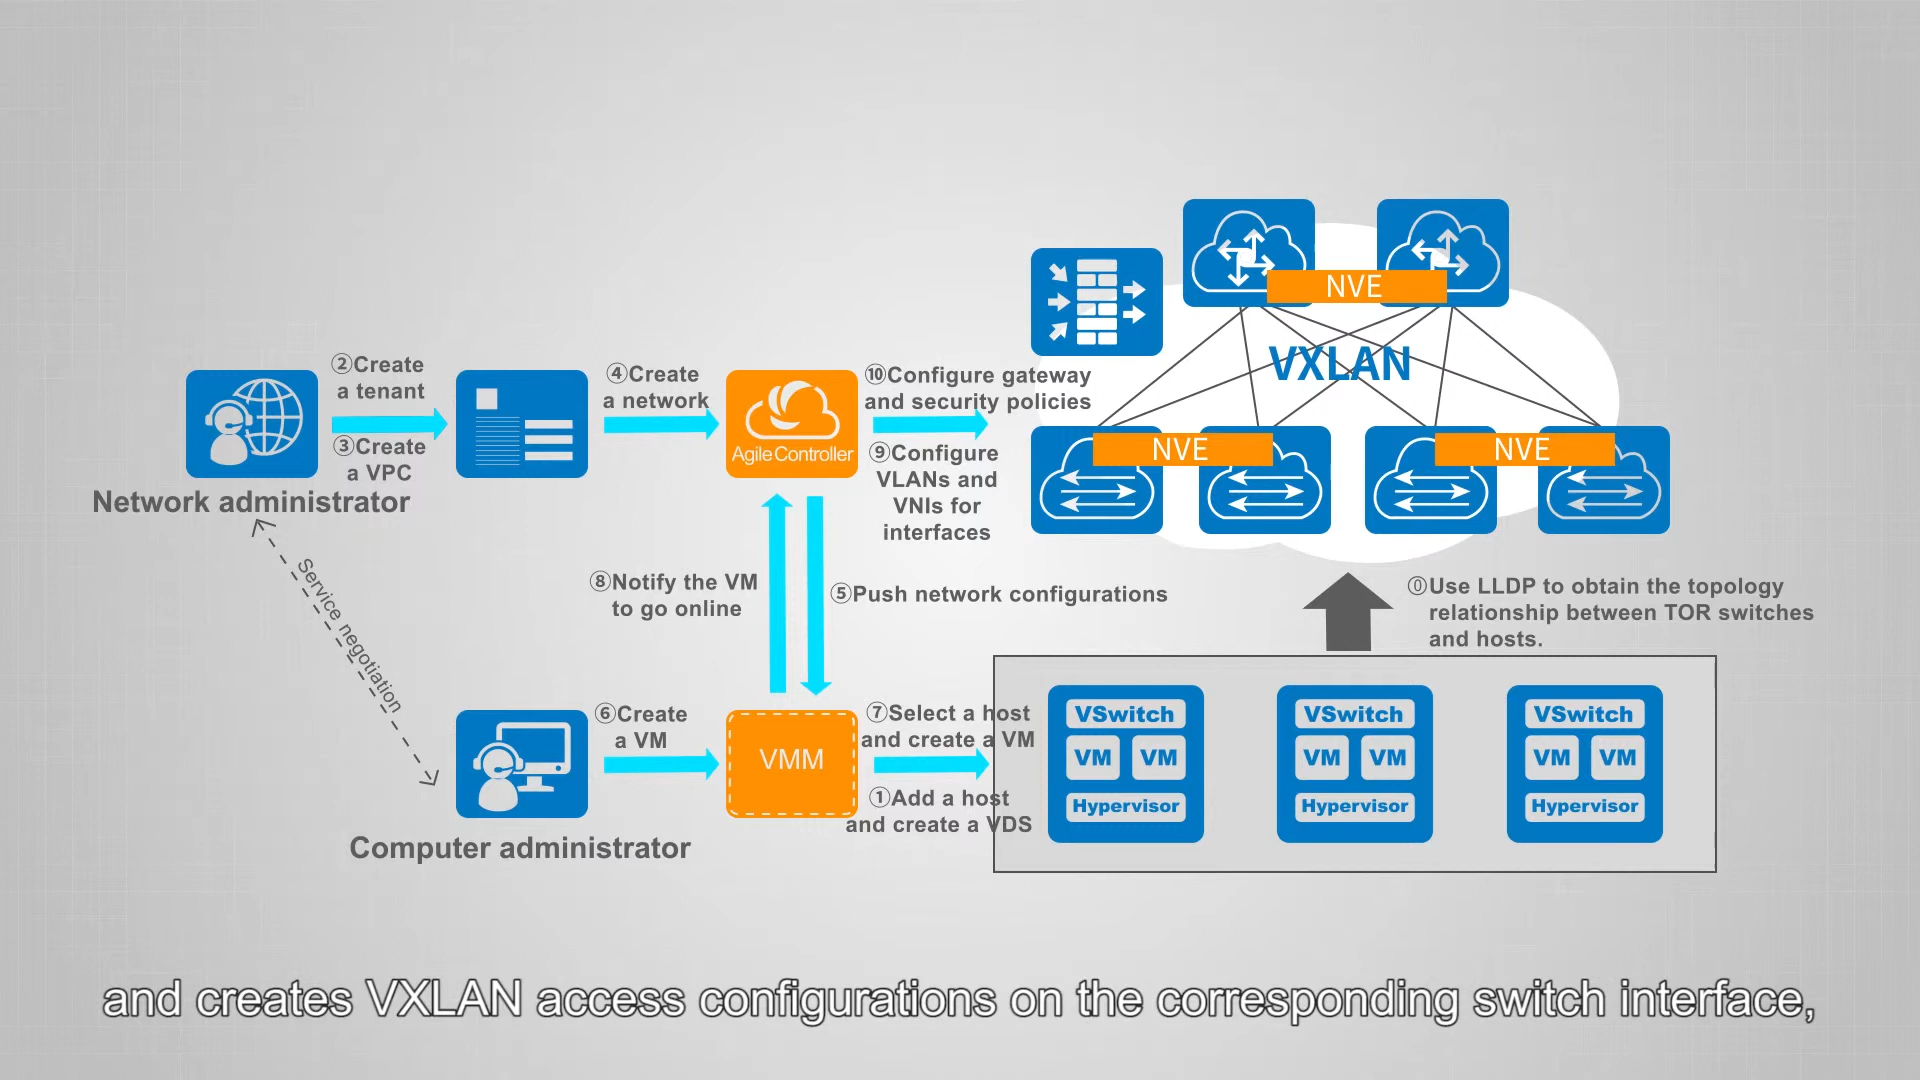 NVE
VXLAN
②Create
a tenant
③Create
a VPC
④Create
a network
Agile Controller
⑩Configure gateway
and security policies
⑨Configure
VLANs and
VNIs for
interfaces
NVE
NVE
Network administrator
Service negotiation
⑧Notify the VM
to go online
⑤Push network configurations
⓪Use LLDP to obtain the topology
relationship between TOR switches
and hosts.
⑥Create
a VM
VMM
⑦Select a host
and create a VM
①Add a host
and create a VDS
Computer administrator
VSwitch
VM VM
Hypervisor
VSwitch
VM VM
Hypervisor
VSwitch
VM VM
Hypervisor
and creates VXLAN access configurations on the corresponding switch interface,